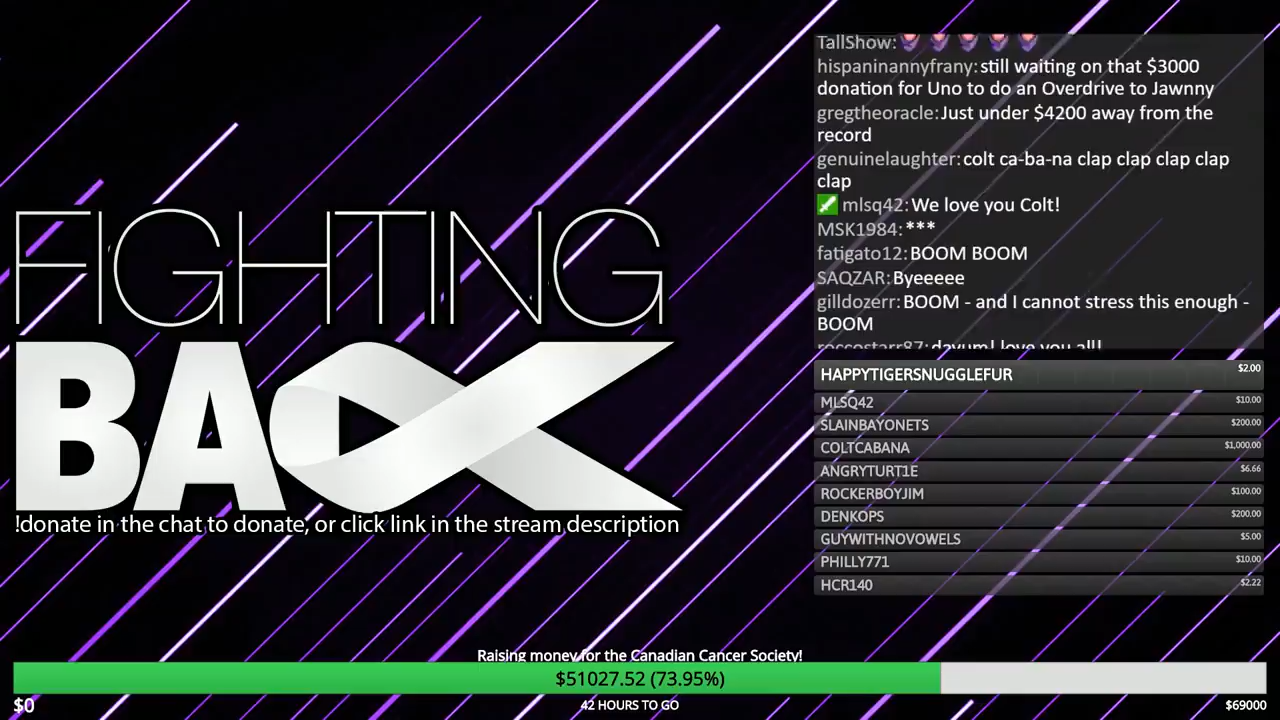 TallShow:
hispaninannyfrany: still waiting on that $3000
donation for Uno to do an Overdrive to Jawnny
gregtheoracle: Just under $4200 away from the
record
genuinelaughter: colt ca-ba-na clap clap clap clap
clap
mlsq42: We love you Colt!
MSK1984: ***
fatigato12: BOOM BOOM
SAQZAR: Byeeeee
gilldozerr: BOOM - and I cannot stress this enough -
BOOM
roccostarr87: dayum! love you all!
FIGHTING
BACK
!donate in the chat to donate, or click link in the stream description
HAPPYTIGERSNUGGLEFUR $2.00
MLSQ42 $10.00
SLAINBAYONETS $200.00
COLTCABANA $1,000.00
ANGRYTURT1E $6.66
ROCKERBOYJIM $100.00
DENKOPS $200.00
GUYWITHNOVOWELS $5.00
PHILLY771 $10.00
HCR140 $2.22
Raising money for the Canadian Cancer Society!
$51027.52 (73.95%)
$0 42 HOURS TO GO $69000